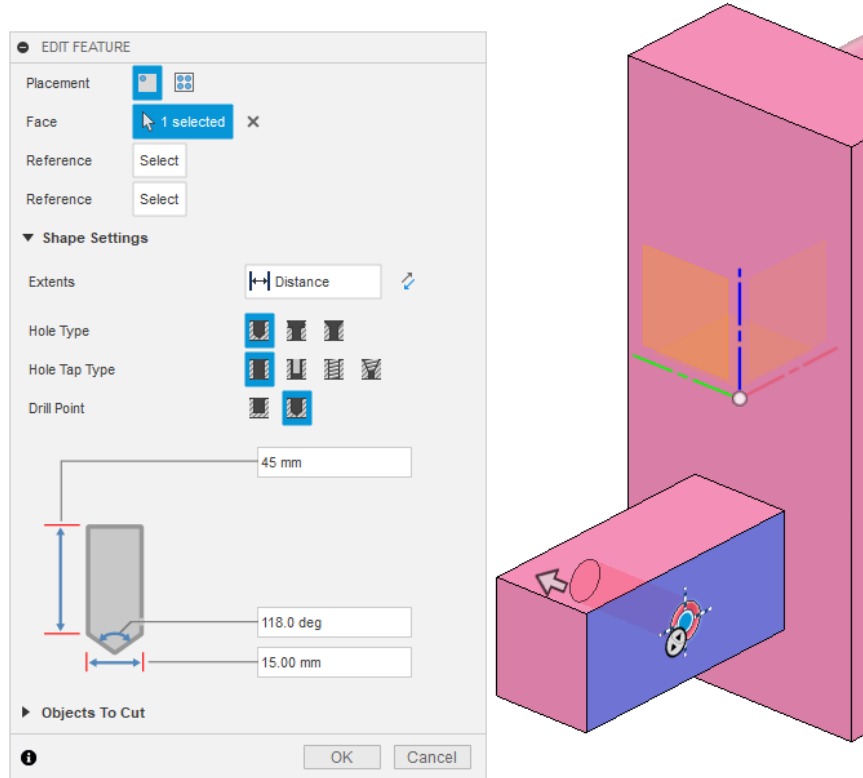 EDIT FEATURE
Placement
Face 1 selected
Reference Select
Reference Select
Shape Settings
Extents Distance
Hole Type
Hole Tap Type
Drill Point
45 mm
118.0 deg
15.00 mm
Objects To Cut
OK Cancel